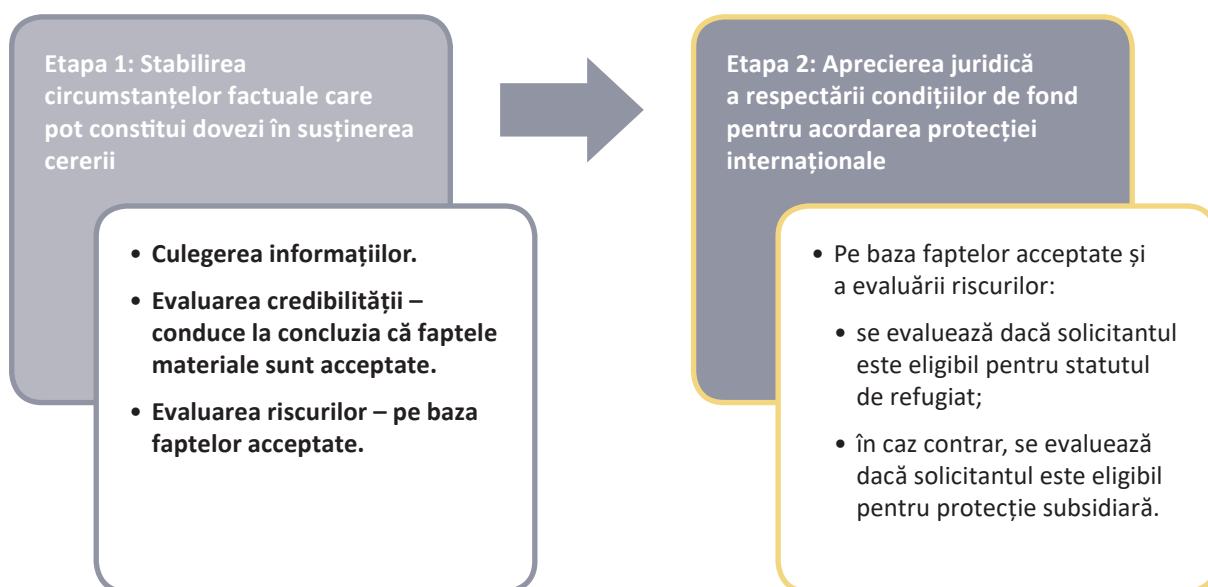 Etapa 1: Stabilirea
circumstanțelor factuale care
pot constitui dovezi în susținerea
cererii
• Culegerea informațiilor.
• Evaluarea credibilității –
conduce la concluzia că faptele
materiale sunt acceptate.
• Evaluarea riscurilor – pe baza
faptelor acceptate.
Etapa 2: Aprecierea juridică
a respectării condițiilor de fond
pentru acordarea protecției
internaționale
• Pe baza faptelor acceptate și
a evaluării riscurilor:
• se evaluează dacă solicitantul
este eligibil pentru statutul
de refugiat;
• în caz contrar, se evaluează
dacă solicitantul este eligibil
pentru protecție subsidiară.